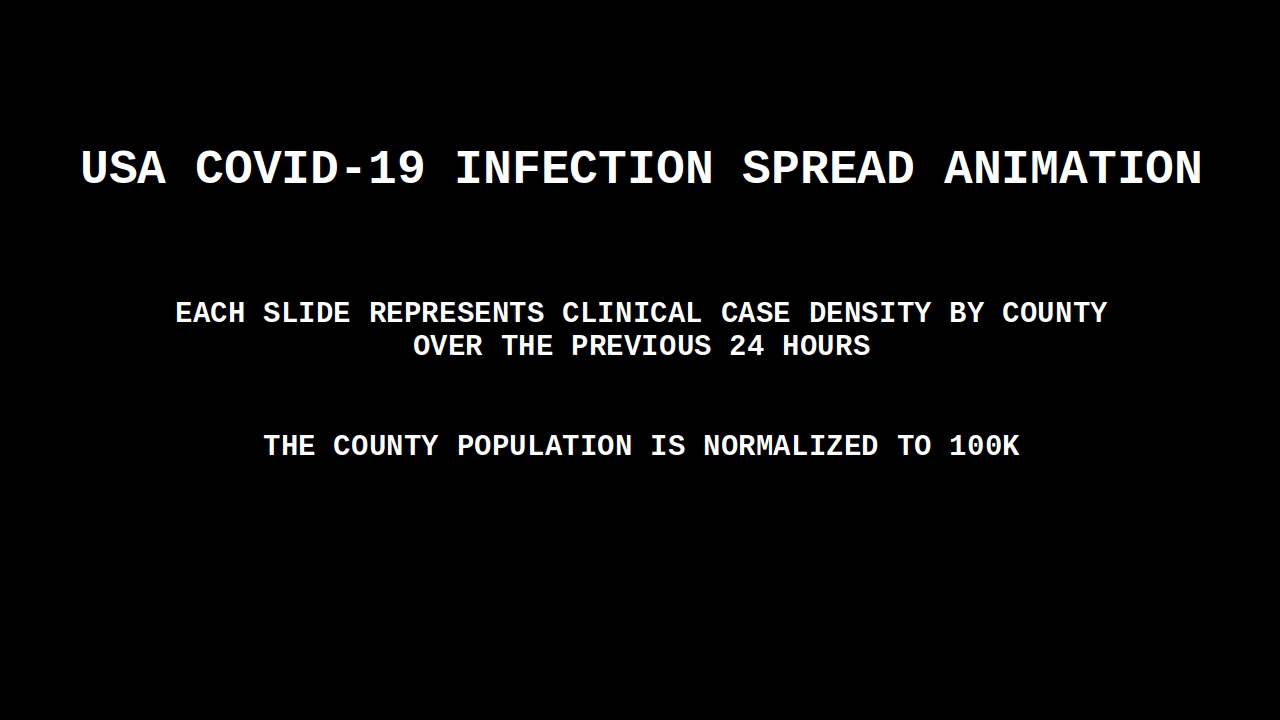 USA COVID-19 INFECTION SPREAD ANIMATION
EACH SLIDE REPRESENTS CLINICAL CASE DENSITY BY COUNTY
OVER THE PREVIOUS 24 HOURS
THE COUNTY POPULATION IS NORMALIZED TO 100K